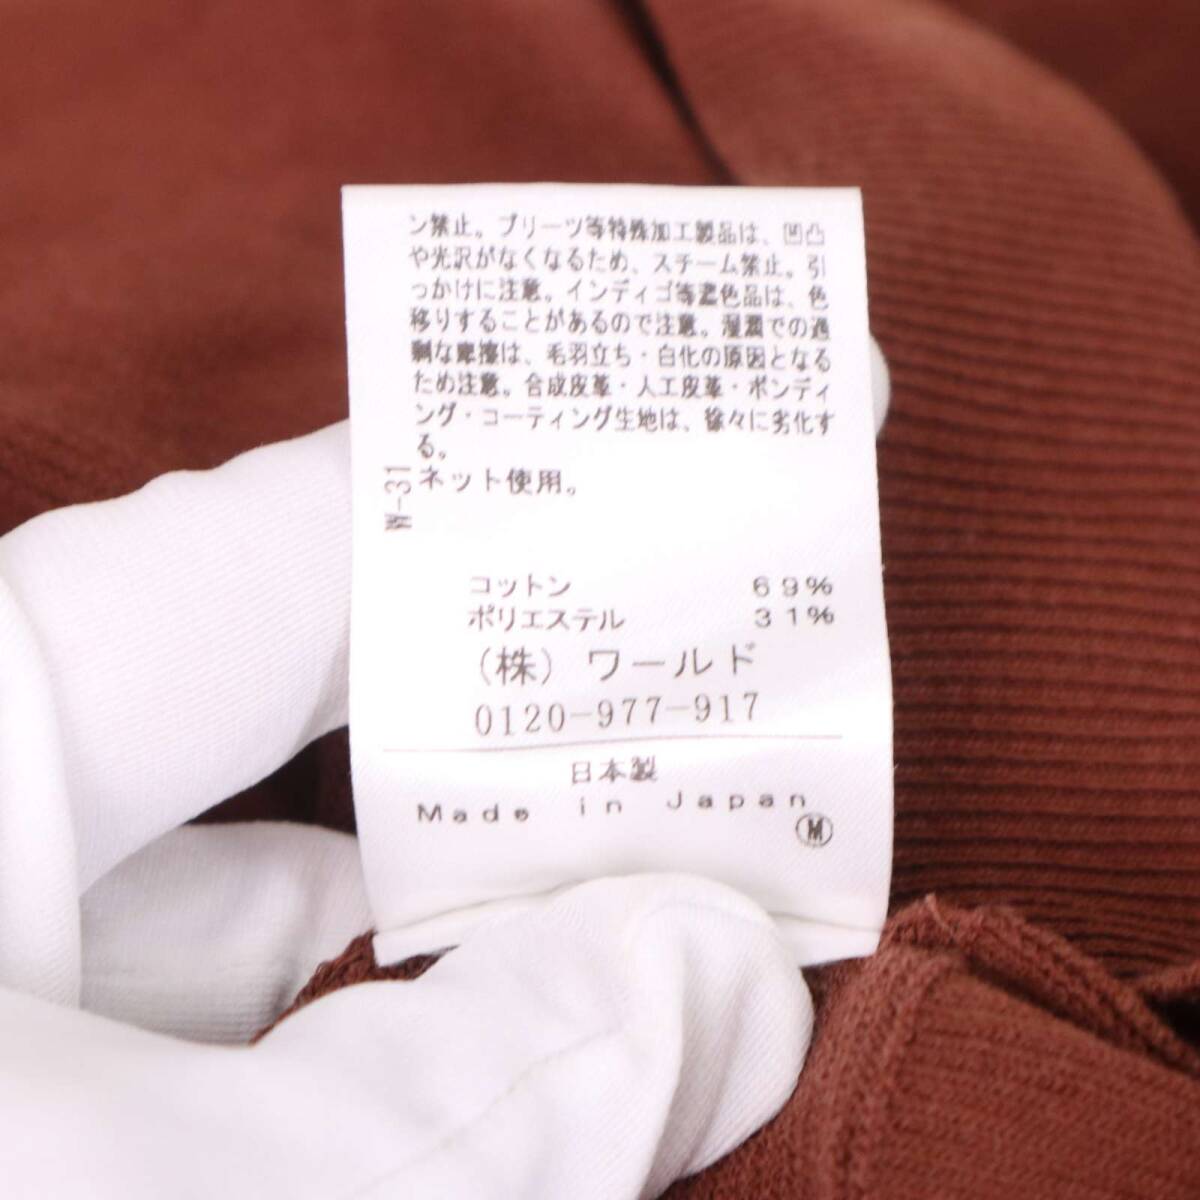 ン禁止。プリーツ等特殊加工製品は、凹凸
や光沢がなくなるため、スチーム禁止。引
っかけに注意。インディゴ等濃色品は、色
移りすることがあるので注意。湿潤での過
剰な摩擦は、毛羽立ち・白化の原因となる
ため注意。合成皮革・人工皮革・ボンディ
ング・コーティング生地は、徐々に劣化す
る。
ネット使用。
W-31
コットン 69%
ポリエステル 31%
(株) ワールド
0120-977-917
日本製
Made in Japan
M